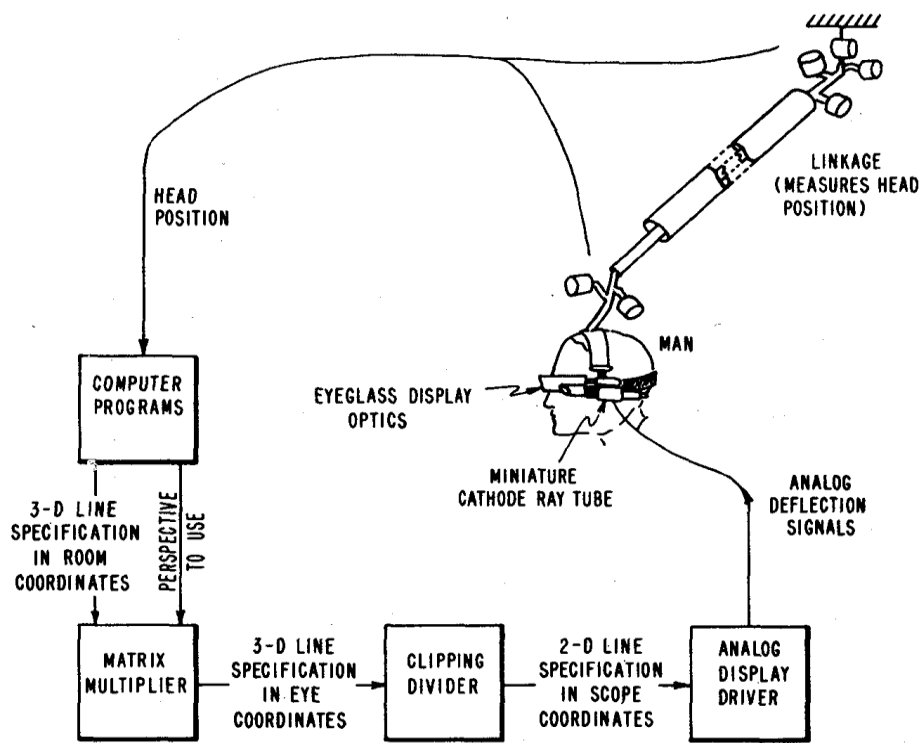 LINKAGE
(MEASURES HEAD
POSITION)
HEAD
POSITION
MAN
COMPUTER
PROGRAMS
EYEGLASS DISPLAY
OPTICS
MINIATURE
CATHODE RAY TUBE
ANALOG
DEFLECTION
SIGNALS
3-D LINE
SPECIFICATION
IN ROOM
COORDINATES
PERSPECTIVE
TO USE
MATRIX
MULTIPLIER
3-D LINE
SPECIFICATION
IN EYE
COORDINATES
CLIPPING
DIVIDER
2-D LINE
SPECIFICATION
IN SCOPE
COORDINATES
ANALOG
DISPLAY
DRIVER